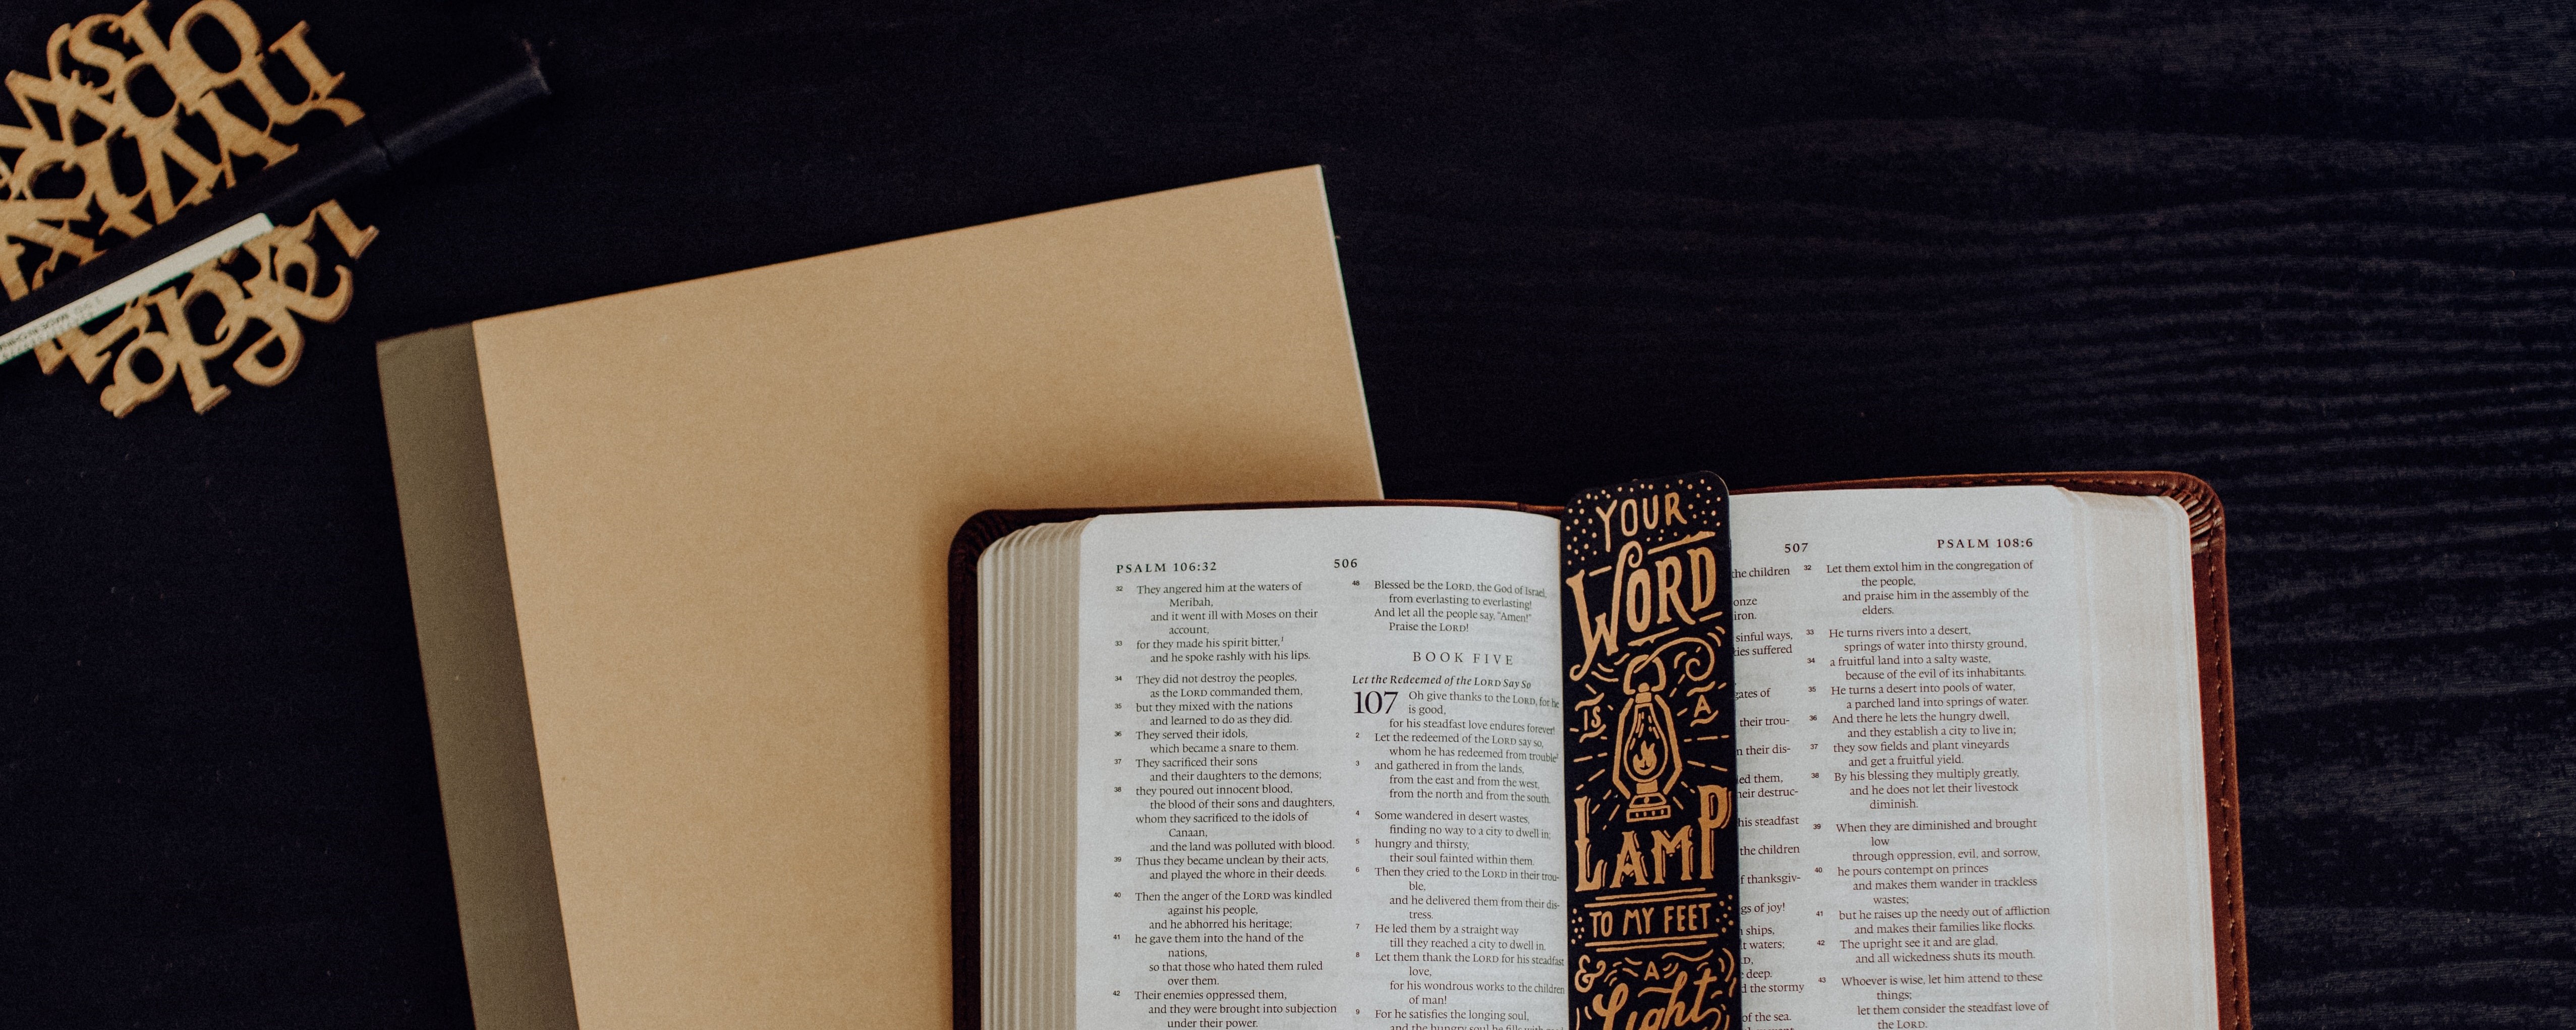 PSALM 106:32
506
32 They angered him at the waters of
Meribah,
and it went ill with Moses on their
account,
33 for they made his spirit bitter,1
and he spoke rashly with his lips.
34 They did not destroy the peoples,
as the LORD commanded them,
35 but they mixed with the nations
and learned to do as they did.
36 They served their idols,
which became a snare to them.
37 They sacrificed their sons
and their daughters to the demons;
38 they poured out innocent blood,
the blood of their sons and daughters,
whom they sacrificed to the idols of
Canaan,
and the land was polluted with blood.
39 Thus they became unclean by their acts,
and played the whore in their deeds.
40 Then the anger of the LORD was kindled
against his people,
and he abhorred his heritage;
41 he gave them into the hand of the
nations,
so that those who hated them ruled
over them.
42 Their enemies oppressed them,
and they were brought into subjection
under their power.
48 Blessed be the LORD, the God of Israel,
from everlasting to everlasting!
And let all the people say, "Amen!"
Praise the LORD!
BOOK FIVE
Let the Redeemed of the LORD Say So
107 Oh give thanks to the LORD, for he
is good,
for his steadfast love endures forever!
2 Let the redeemed of the LORD say so,
whom he has redeemed from trouble
3 and gathered in from the lands,
from the east and from the west,
from the north and from the south.
4 Some wandered in desert wastes,
finding no way to a city to dwell in;
5 hungry and thirsty,
their soul fainted within them.
6 Then they cried to the LORD in their trou-
ble,
and he delivered them from their dis-
tress.
7 He led them by a straight way
till they reached a city to dwell in.
8 Let them thank the LORD for his steadfast
love,
for his wondrous works to the children
of man!
9 For he satisfies the longing soul,
and the hungry soul he fills with
YOUR
WORD
IS A
LAMP
TO MY FEET
& A
Light
507
PSALM 108:6
the children
onze
iron.
sinful ways,
ies suffered
gates of
their trou-
their dis-
ied them,
heir destruc-
his steadfast
the children
f thanksgiv-
gs of joy!
ships,
t waters;
deep.
d the stormy
of the sea.
32 Let them extol him in the congregation of
the people,
and praise him in the assembly of the
elders.
33 He turns rivers into a desert,
springs of water into thirsty ground,
34 a fruitful land into a salty waste,
because of the evil of its inhabitants.
35 He turns a desert into pools of water,
a parched land into springs of water.
36 And there he lets the hungry dwell,
and they establish a city to live in;
37 they sow fields and plant vineyards
and get a fruitful yield.
38 By his blessing they multiply greatly,
and he does not let their livestock
diminish.
39 When they are diminished and brought
low
through oppression, evil, and sorrow,
40 he pours contempt on princes
and makes them wander in trackless
wastes;
41 but he raises up the needy out of affliction
and makes their families like flocks.
42 The upright see it and are glad,
and all wickedness shuts its mouth.
43 Whoever is wise, let him attend to these
things;
let them consider the steadfast love of
the LORD.